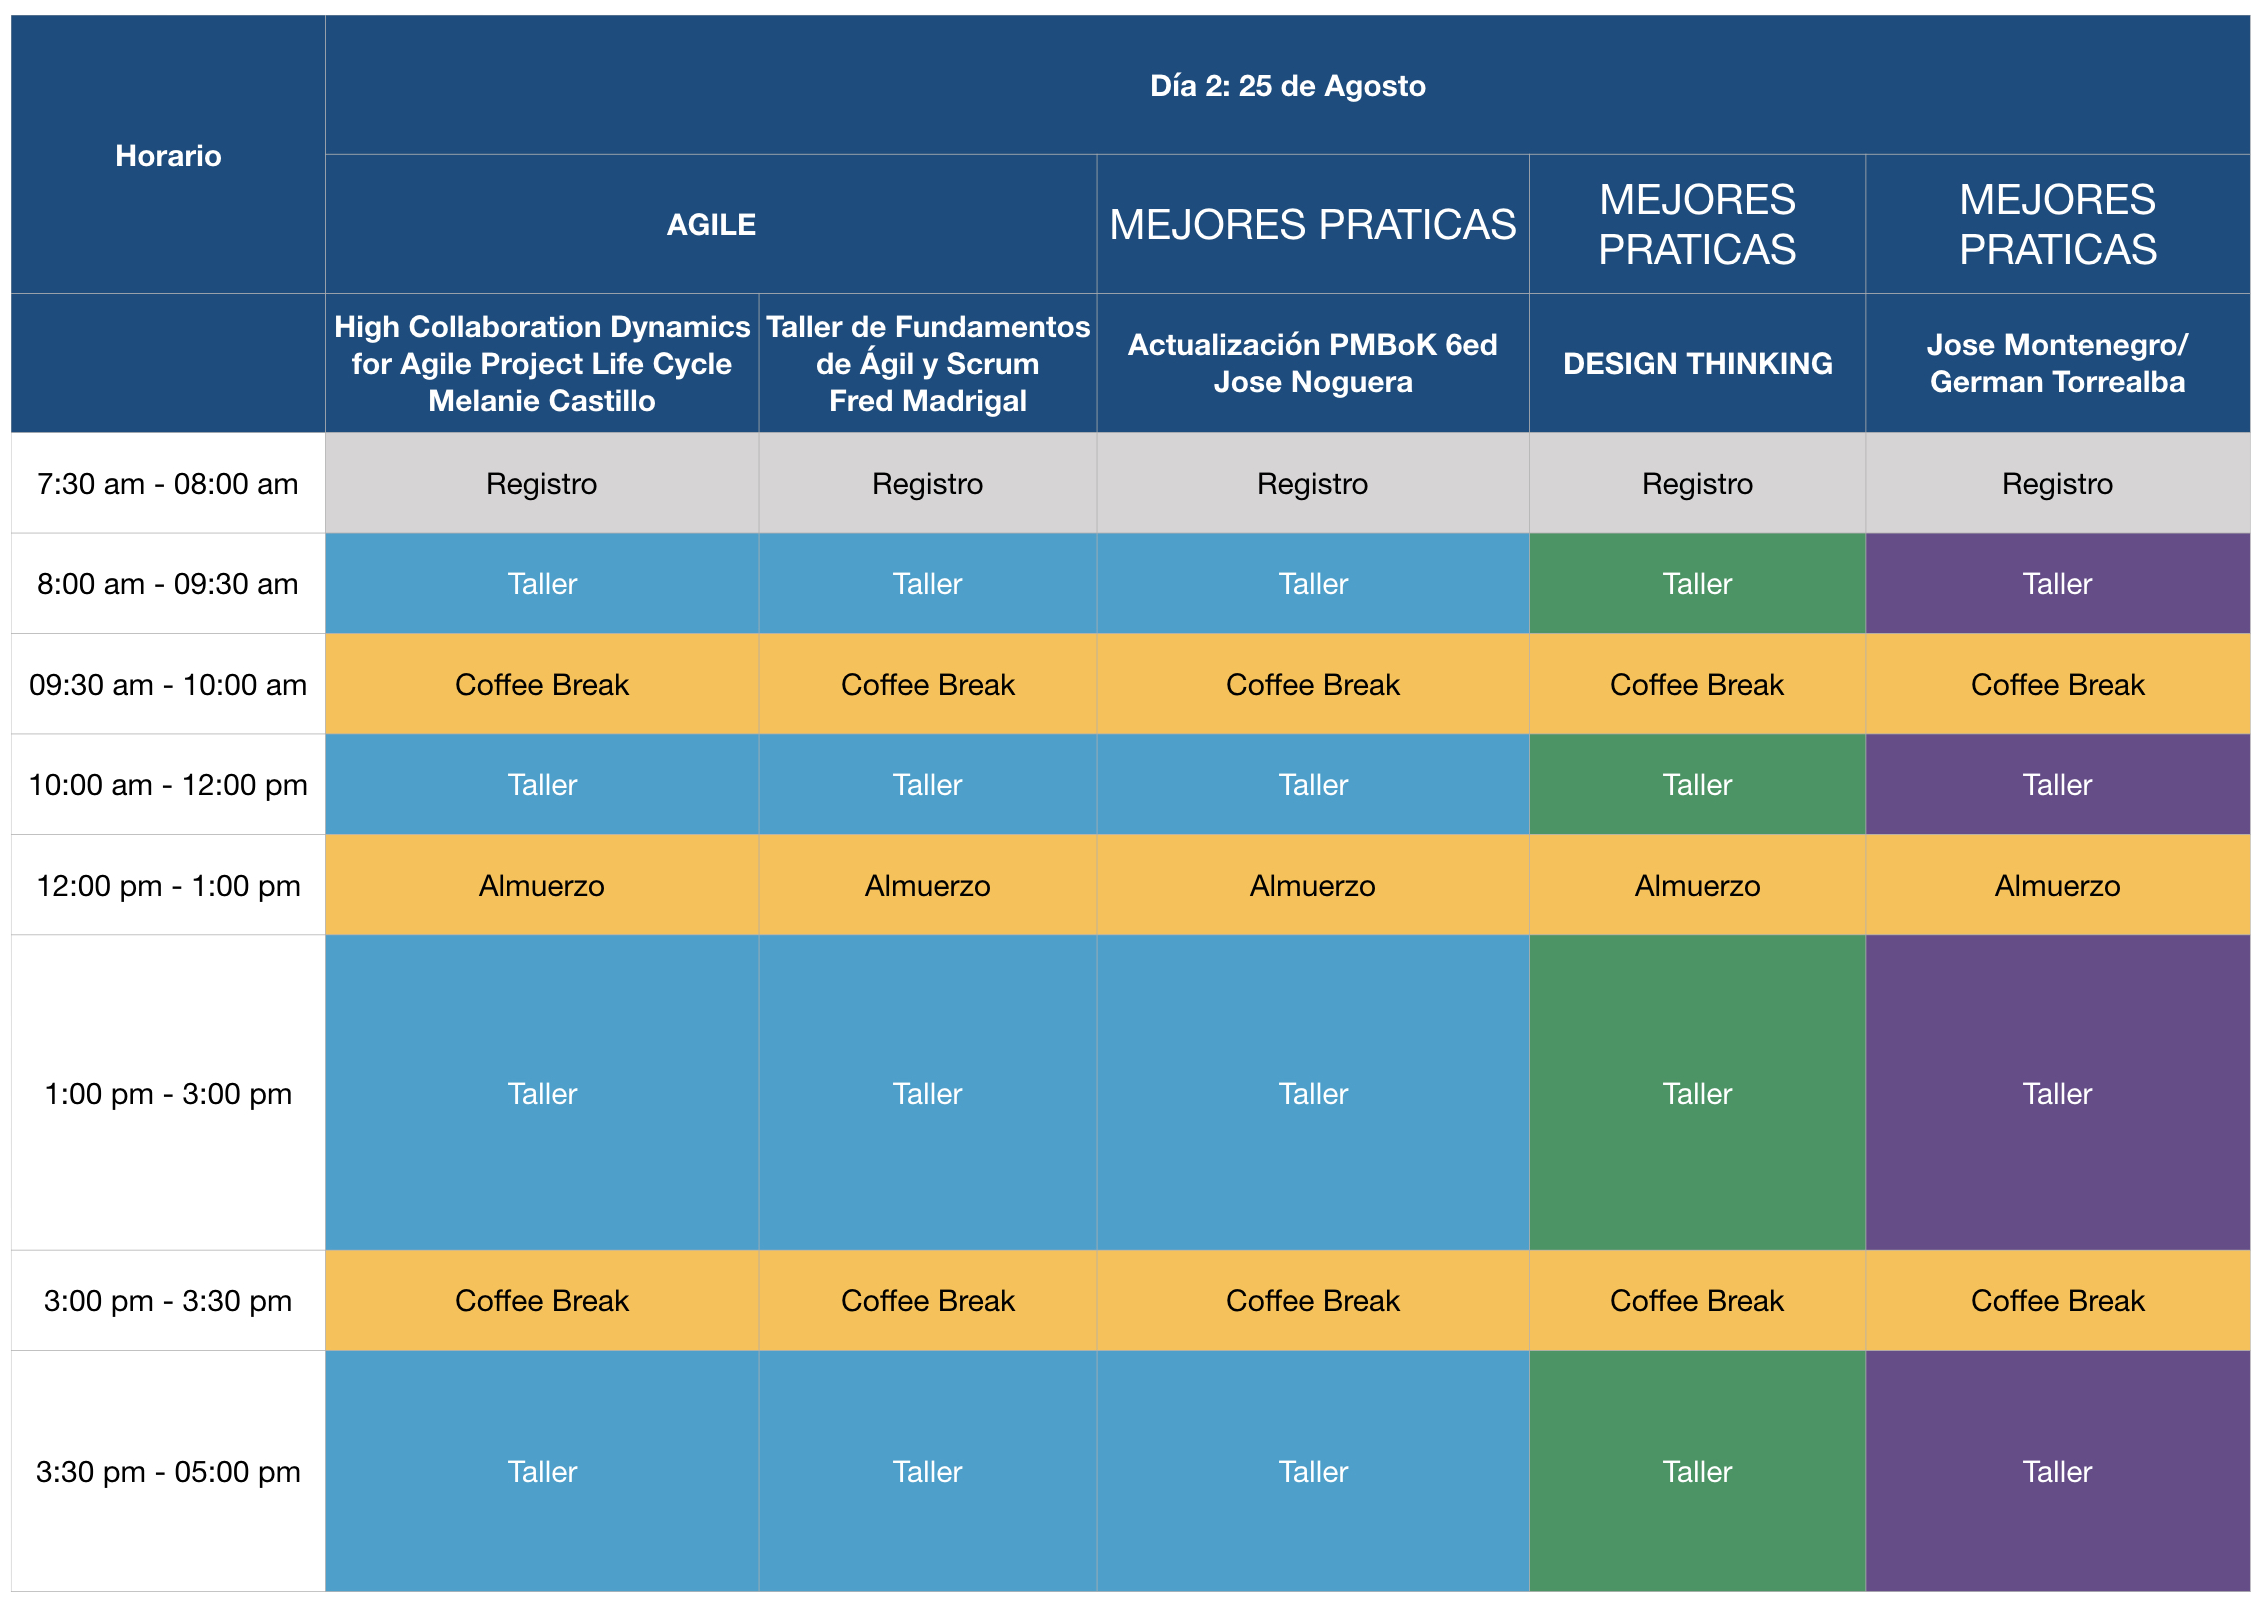 Horario
Día 2: 25 de Agosto
AGILE
MEJORES PRATICAS
MEJORES
PRATICAS
MEJORES
PRATICAS
High Collaboration Dynamics
for Agile Project Life Cycle
Melanie Castillo
Taller de Fundamentos
de Ágil y Scrum
Fred Madrigal
Actualización PMBoK 6ed
Jose Noguera
DESIGN THINKING
Jose Montenegro/
German Torrealba
7:30 am - 08:00 am Registro Registro Registro Registro Registro
8:00 am - 09:30 am Taller Taller Taller Taller Taller
09:30 am - 10:00 am Coffee Break Coffee Break Coffee Break Coffee Break Coffee Break
10:00 am - 12:00 pm Taller Taller Taller Taller Taller
12:00 pm - 1:00 pm Almuerzo Almuerzo Almuerzo Almuerzo Almuerzo
1:00 pm - 3:00 pm Taller Taller Taller Taller Taller
3:00 pm - 3:30 pm Coffee Break Coffee Break Coffee Break Coffee Break Coffee Break
3:30 pm - 05:00 pm Taller Taller Taller Taller Taller